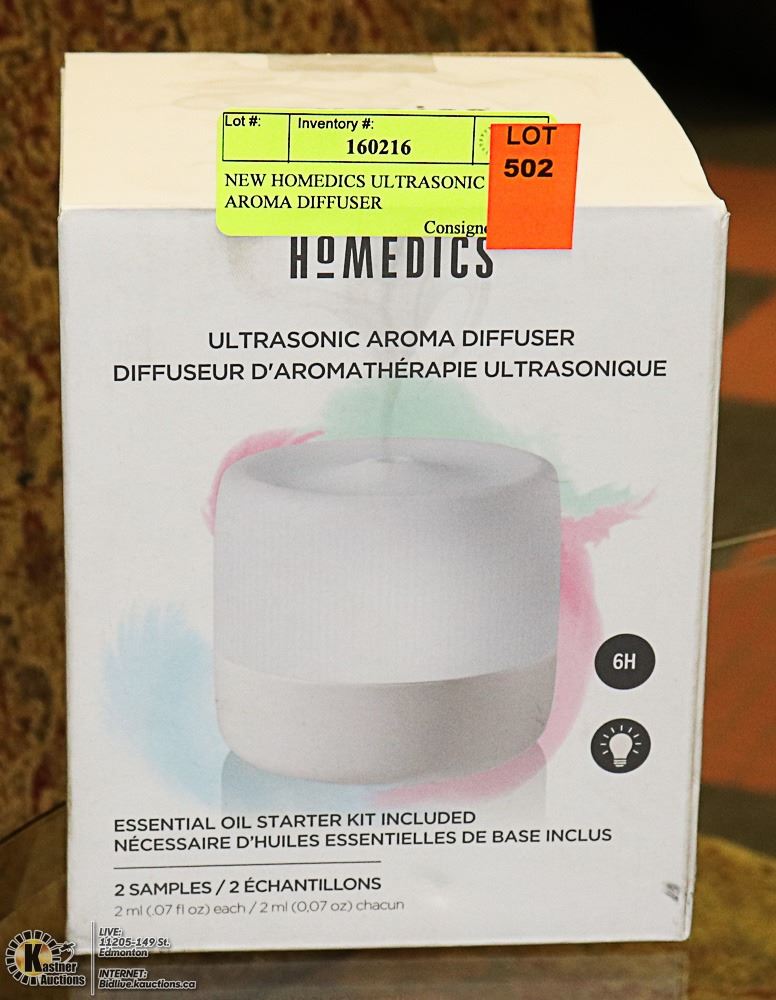 Lot #:
Inventory #:
160216
LOT
502
NEW HOMEDICS ULTRASONIC
AROMA DIFFUSER
Consigne
HOMEDICS
ULTRASONIC AROMA DIFFUSER
DIFFUSEUR D'AROMATHÉRAPIE ULTRASONIQUE
6H
ESSENTIAL OIL STARTER KIT INCLUDED
NÉCESSAIRE D'HUILES ESSENTIELLES DE BASE INCLUS
2 SAMPLES / 2 ÉCHANTILLONS
2 ml (.07 fl oz) each / 2 ml (0,07 oz) chacun
Kastner
Auctions
LIVE:
11205-149 St.
Edmonton
INTERNET:
Bidlive.kauctions.ca